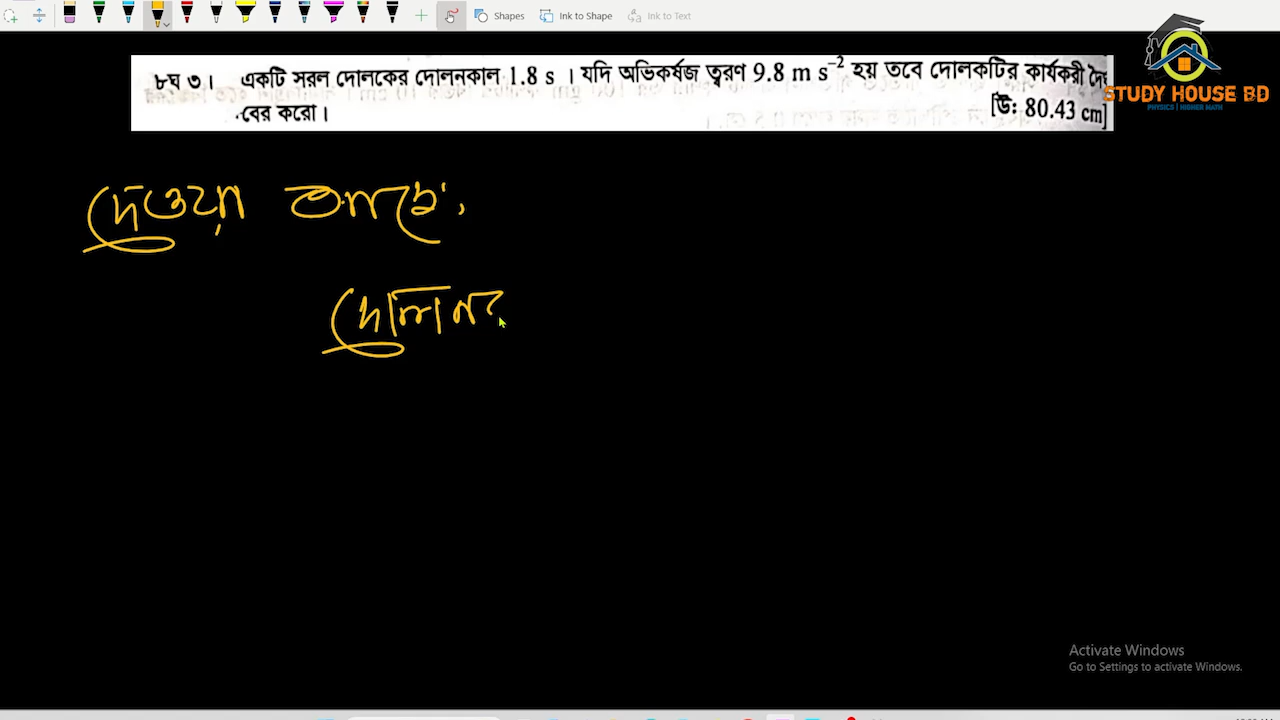 Shapes
Ink to Shape
Ink to Text
৮ঘ ৩। একটি সরল দোলকের দোলনকাল 1.8 s । যদি অভিকর্ষজ ত্বরণ 9.8 m s⁻² হয় তবে দোলকটির কার্যকরী দৈ
বের করো। [উঃ 80.43 cm]
STUDY HOUSE BD
PHYSICS | HIGHER MATH
দেওয়া আছে,
দোলন
Activate Windows
Go to Settings to activate Windows.